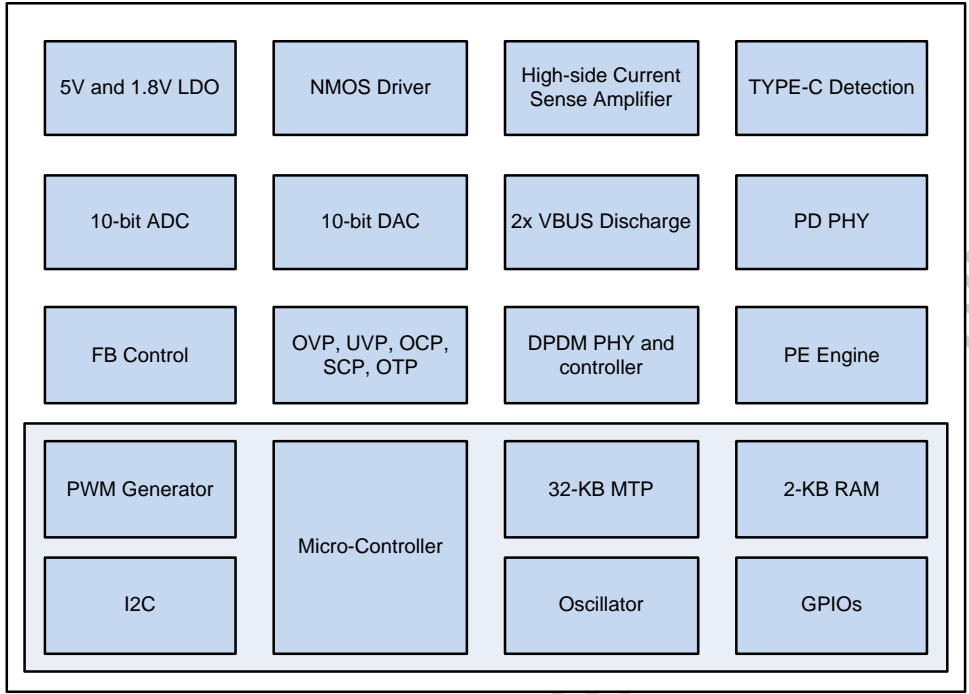 5V and 1.8V LDO
NMOS Driver
High-side Current
Sense Amplifier
TYPE-C Detection
10-bit ADC
10-bit DAC
2x VBUS Discharge
PD PHY
FB Control
OVP, UVP, OCP,
SCP, OTP
DPDM PHY and
controller
PE Engine
PWM Generator
Micro-Controller
32-KB MTP
2-KB RAM
I2C
Oscillator
GPIOs